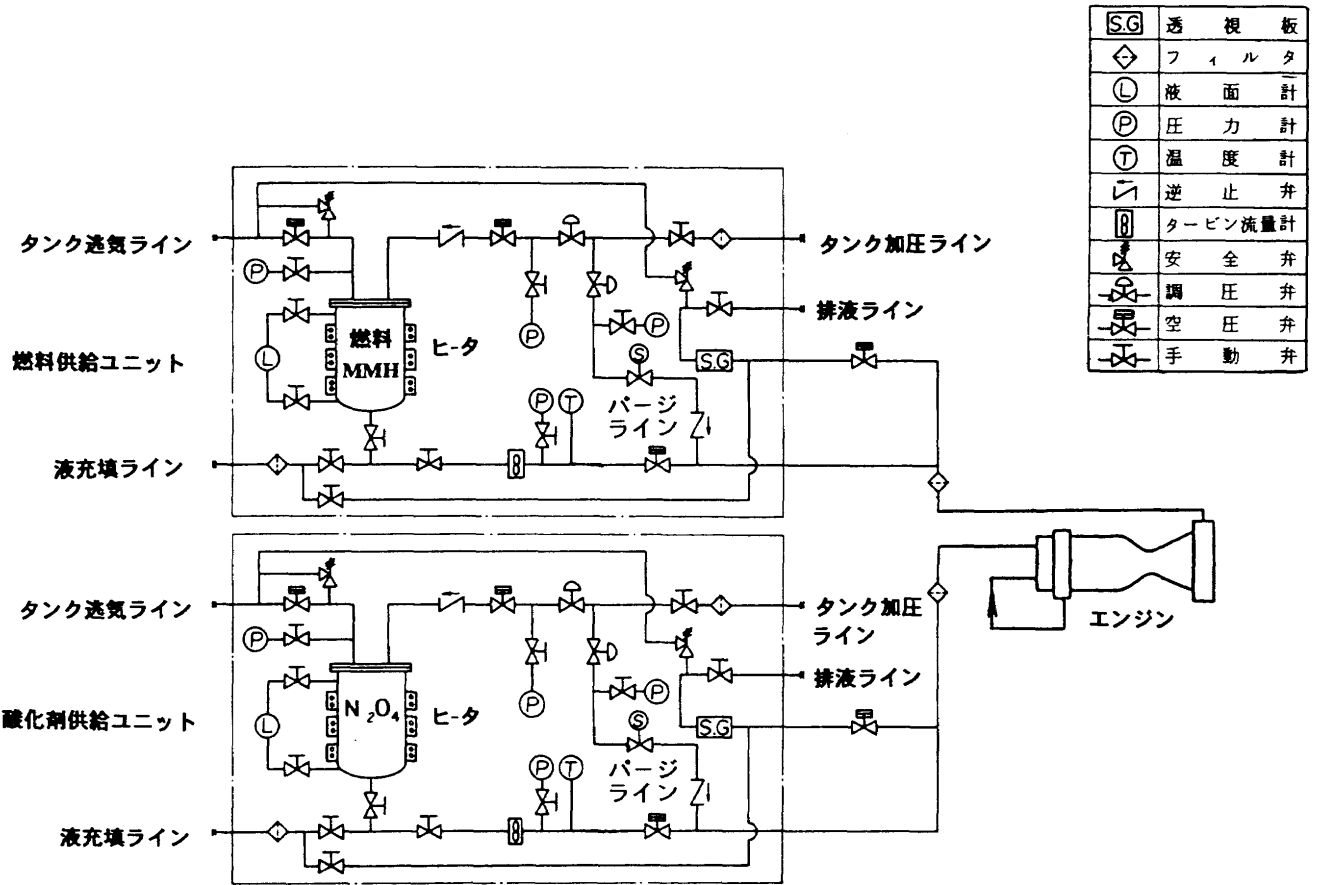 S.G 透視板
フィルタ
L 液面計
P 圧力計
T 温度計
逆止弁
タービン流量計
安全弁
調圧弁
空圧弁
手動弁
タンク逃気ライン
タンク加圧ライン
P
排液ライン
燃料
MMH
ヒータ
P
P
燃料供給ユニット
L
S
S.G
パージ
ライン
P
T
液充填ライン
タンク逃気ライン
タンク加圧
ライン
エンジン
P
排液ライン
N2O4
ヒータ
P
P
酸化剤供給ユニット
L
S
S.G
パージ
ライン
P
T
液充填ライン